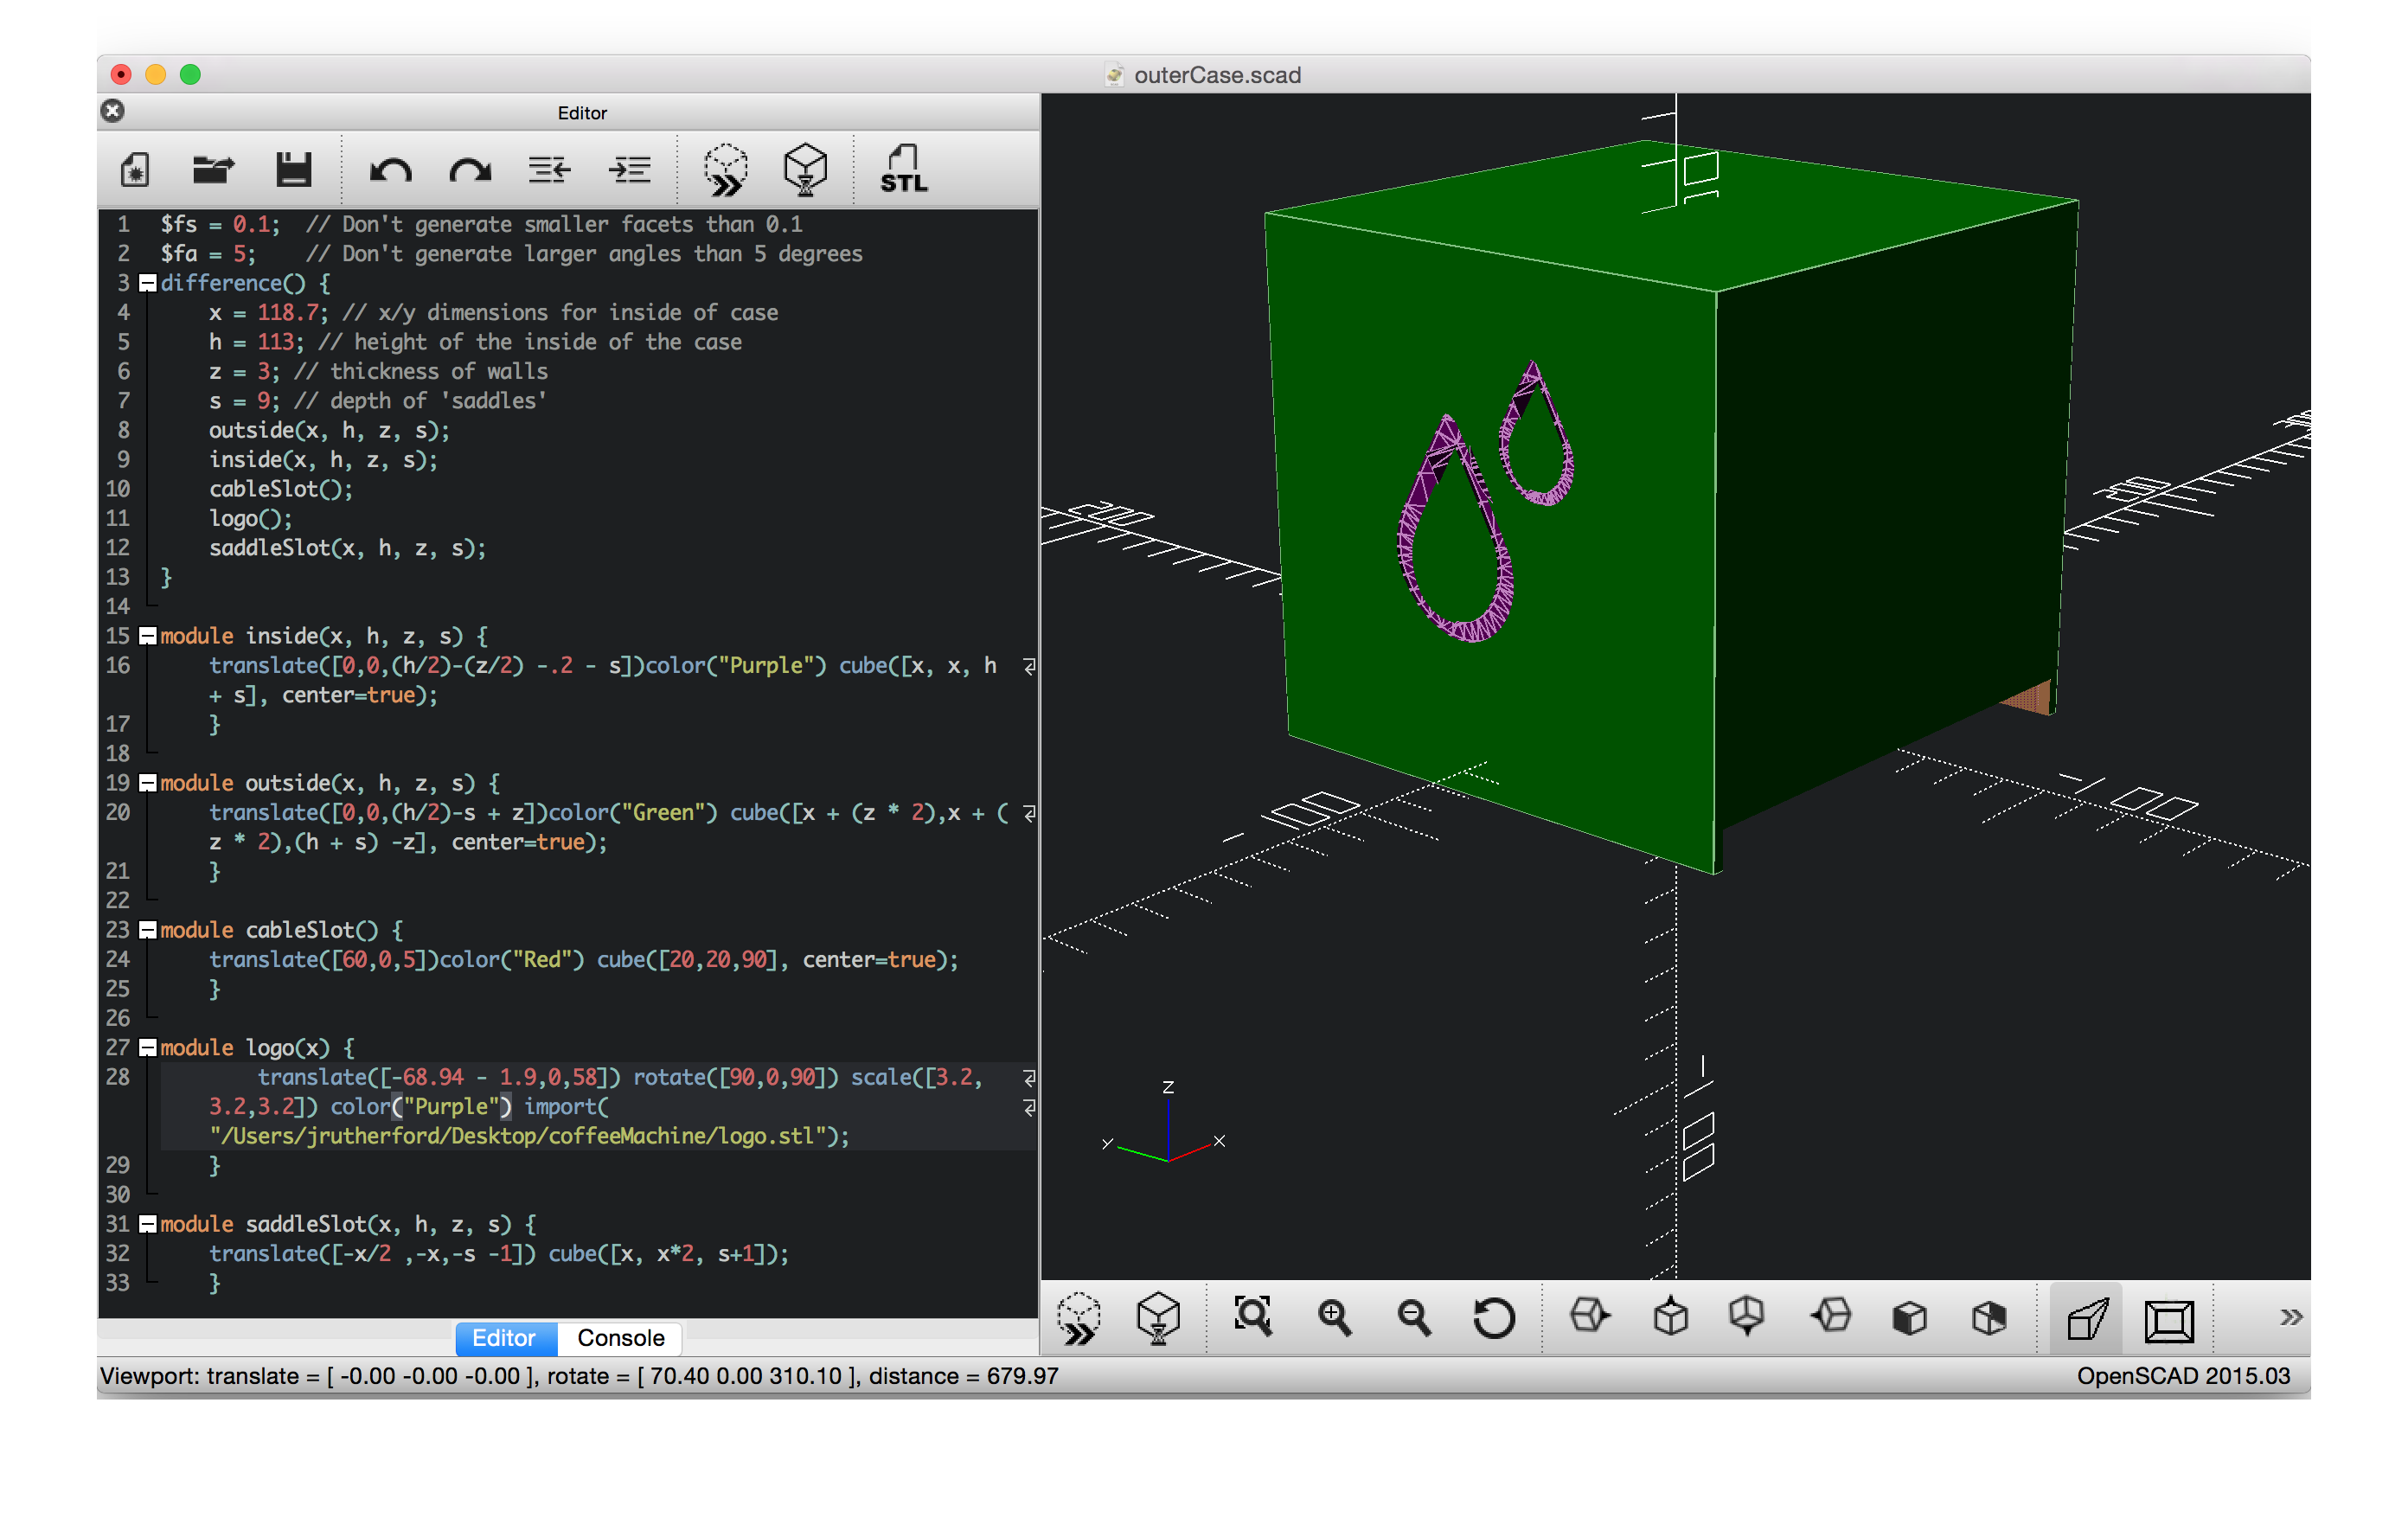 outerCase.scad
Editor
STL
1 $fs = 0.1; // Don't generate smaller facets than 0.1
2 $fa = 5; // Don't generate larger angles than 5 degrees
3 difference() {
4 x = 118.7; // x/y dimensions for inside of case
5 h = 113; // height of the inside of the case
6 z = 3; // thickness of walls
7 s = 9; // depth of 'saddles'
8 outside(x, h, z, s);
9 inside(x, h, z, s);
10 cableSlot();
11 logo();
12 saddleSlot(x, h, z, s);
13 }
14
15 module inside(x, h, z, s) {
16 translate([0,0,(h/2)-(z/2) -.2 - s])color("Purple") cube([x, x, h
+ s], center=true);
17 }
18
19 module outside(x, h, z, s) {
20 translate([0,0,(h/2)-s + z])color("Green") cube([x + (z * 2),x + (
z * 2),(h + s) -z], center=true);
21 }
22
23 module cableSlot() {
24 translate([60,0,5])color("Red") cube([20,20,90], center=true);
25 }
26
27 module logo(x) {
28 translate([-68.94 - 1.9,0,58]) rotate([90,0,90]) scale([3.2,
3.2,3.2]) color("Purple") import(
"/Users/jrutherford/Desktop/coffeeMachine/logo.stl");
29 }
30
31 module saddleSlot(x, h, z, s) {
32 translate([-x/2 ,-x,-s -1]) cube([x, x*2, s+1]);
33 }
-100
-100
-100
Z
Y
X
Editor
Console
Viewport: translate = [ -0.00 -0.00 -0.00 ], rotate = [ 70.40 0.00 310.10 ], distance = 679.97
OpenSCAD 2015.03